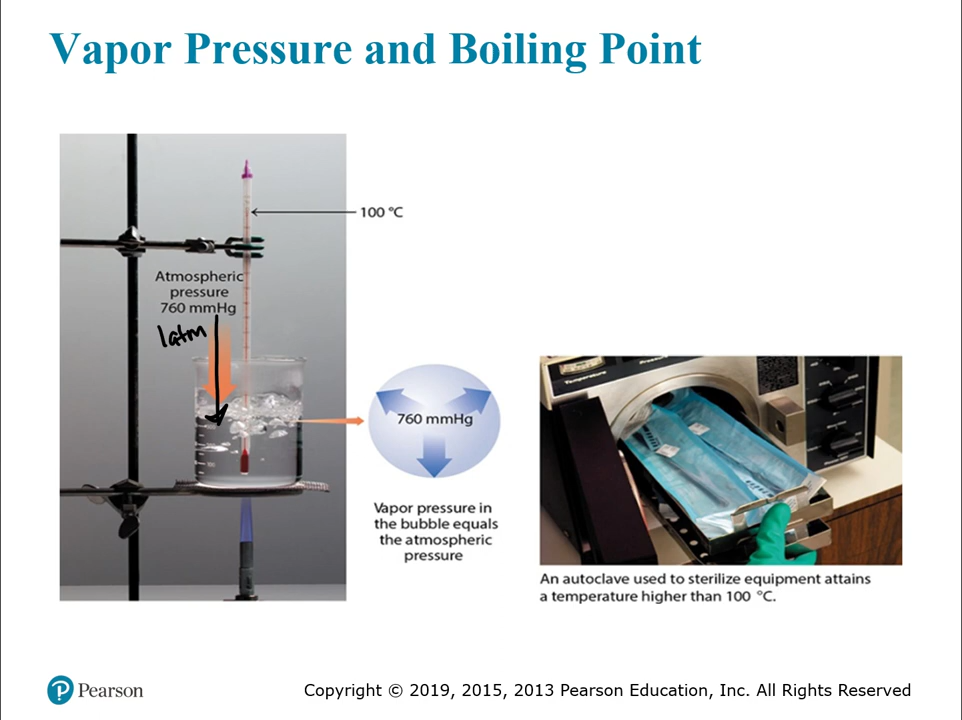 Vapor Pressure and Boiling Point
100 °C
Atmospheric
pressure
760 mmHg
1atm
760 mmHg
Vapor pressure in
the bubble equals
the atmospheric
pressure
Temperature
An autoclave used to sterilize equipment attains
a temperature higher than 100 °C.
Pearson
Copyright © 2019, 2015, 2013 Pearson Education, Inc. All Rights Reserved